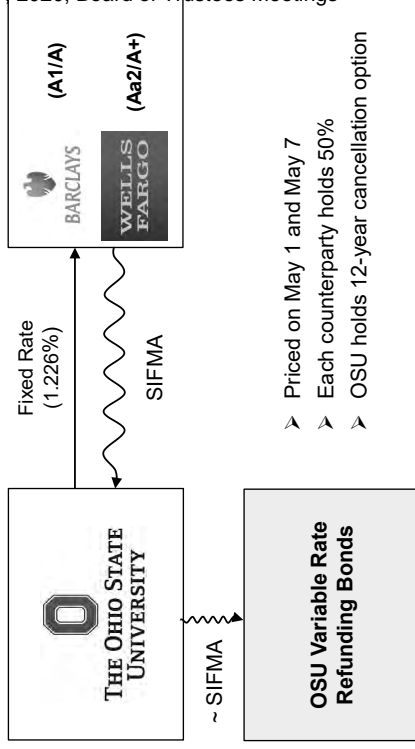 2020, Board of Trustees Meetings
THE OHIO STATE
UNIVERSITY
Fixed Rate
(1.226%)
SIFMA
BARCLAYS
(A1/A)
WELLS
FARGO
(Aa2/A+)
~ SIFMA
OSU Variable Rate
Refunding Bonds
➢ Priced on May 1 and May 7
➢ Each counterparty holds 50%
➢ OSU holds 12-year cancellation option